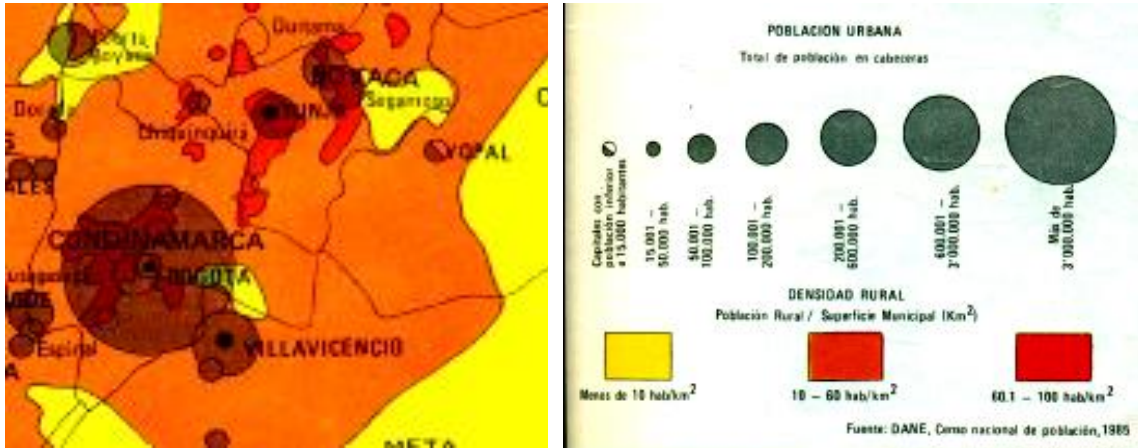 Duitama
BOYACA
Chiquinquirá
TUNJA
YOPAL
ALES
CUNDINAMARCA
BOGOTA
Espinal
VILLAVICENCIO
META
POBLACION URBANA
Total de población en cabeceras
Capitales con
población inferior
a 15.000 habitantes
15.001 –
50.000 hab.
50.001 –
100.000 hab.
100.001 –
200.000 hab.
200.001 –
600.000 hab.
600.001 –
3'000.000 hab.
Más de
3'000.000 hab.
DENSIDAD RURAL
Población Rural / Superficie Municipal (Km²)
Menos de 10 hab/km²
10 – 60 hab/km²
60.1 – 100 hab/km²
Fuente: DANE, Censo nacional de población, 1985